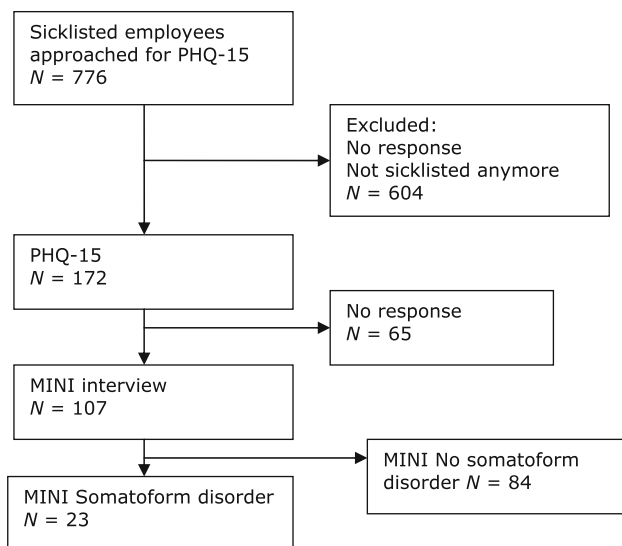 Sicklisted employees
approached for PHQ-15
N = 776
Excluded:
No response
Not sicklisted anymore
N = 604
PHQ-15
N = 172
No response
N = 65
MINI interview
N = 107
MINI No somatoform
disorder N = 84
MINI Somatoform disorder
N = 23